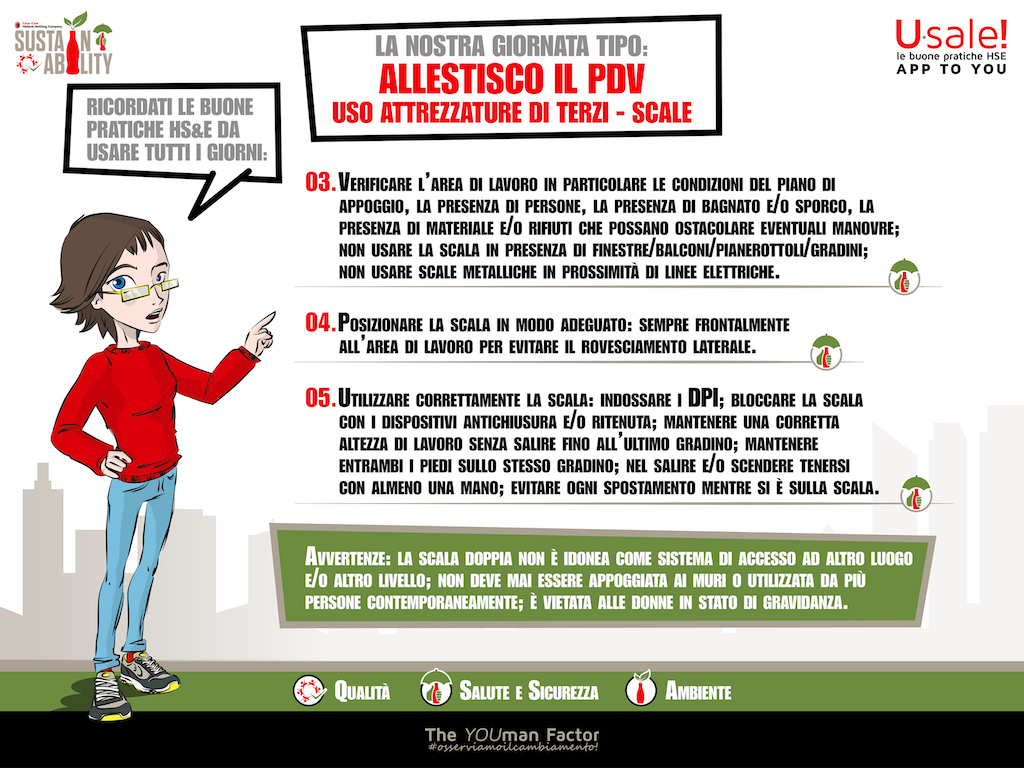 Coca-Cola
Hellenic Bottling Company
SUSTAIN
ABILITY
U·sale!
le buone pratiche HSE
APP TO YOU
LA NOSTRA GIORNATA TIPO:
ALLESTISCO IL PDV
USO ATTREZZATURE DI TERZI - SCALE
RICORDATI LE BUONE
PRATICHE HS&E DA
USARE TUTTI I GIORNI:
03. VERIFICARE L'AREA DI LAVORO IN PARTICOLARE LE CONDIZIONI DEL PIANO DI
APPOGGIO, LA PRESENZA DI PERSONE, LA PRESENZA DI BAGNATO E/O SPORCO, LA
PRESENZA DI MATERIALE E/O RIFIUTI CHE POSSANO OSTACOLARE EVENTUALI MANOVRE;
NON USARE LA SCALA IN PRESENZA DI FINESTRE/BALCONI/PIANEROTTOLI/GRADINI;
NON USARE SCALE METALLICHE IN PROSSIMITÀ DI LINEE ELETTRICHE.
04. POSIZIONARE LA SCALA IN MODO ADEGUATO: SEMPRE FRONTALMENTE
ALL'AREA DI LAVORO PER EVITARE IL ROVESCIAMENTO LATERALE.
05. UTILIZZARE CORRETTAMENTE LA SCALA: INDOSSARE I DPI; BLOCCARE LA SCALA
CON I DISPOSITIVI ANTICHIUSURA E/O RITENUTA; MANTENERE UNA CORRETTA
ALTEZZA DI LAVORO SENZA SALIRE FINO ALL'ULTIMO GRADINO; MANTENERE
ENTRAMBI I PIEDI SULLO STESSO GRADINO; NEL SALIRE E/O SCENDERE TENERSI
CON ALMENO UNA MANO; EVITARE OGNI SPOSTAMENTO MENTRE SI È SULLA SCALA.
AVVERTENZE: LA SCALA DOPPIA NON È IDONEA COME SISTEMA DI ACCESSO AD ALTRO LUOGO
E/O ALTRO LIVELLO; NON DEVE MAI ESSERE APPOGGIATA AI MURI O UTILIZZATA DA PIÙ
PERSONE CONTEMPORANEAMENTE; È VIETATA ALLE DONNE IN STATO DI GRAVIDANZA.
QUALITÀ
SALUTE E SICUREZZA
AMBIENTE
The YOUman Factor
#osserviamoilcambiamento!